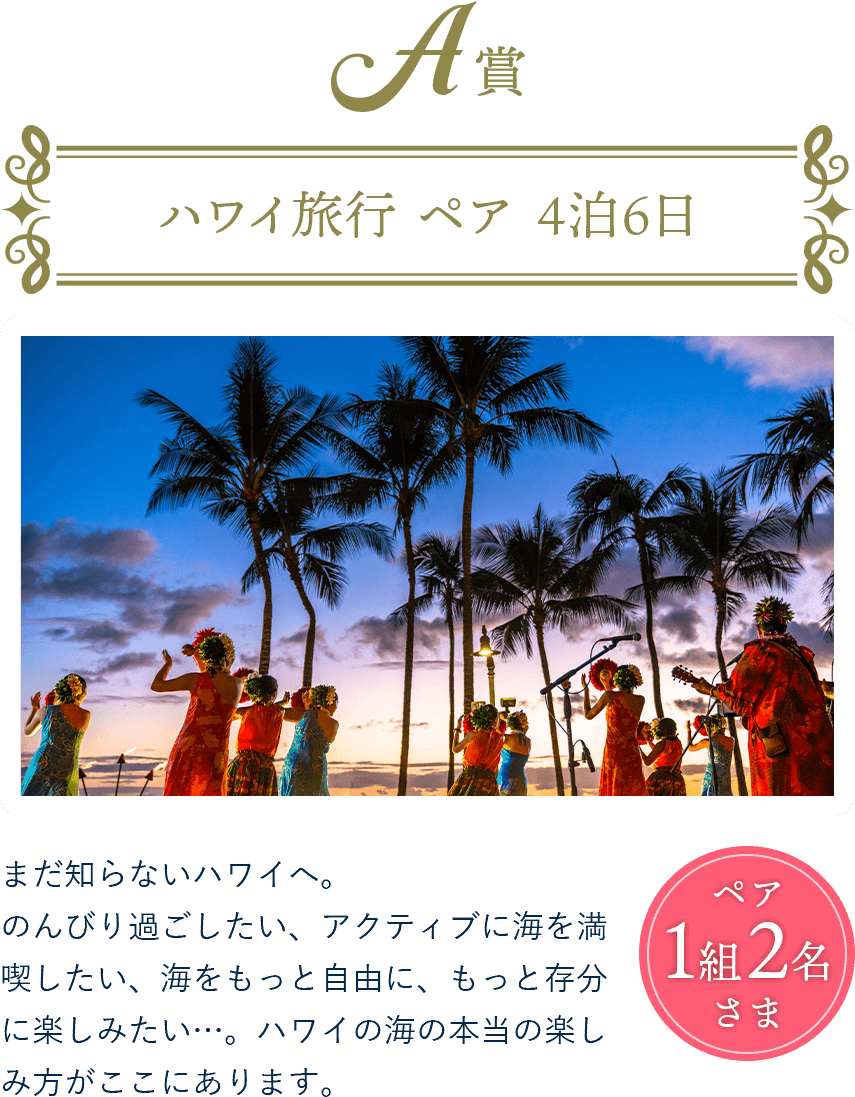 A賞
ハワイ旅行 ペア 4泊6日
まだ知らないハワイへ。
のんびり過ごしたい、アクティブに海を満
喫したい、海をもっと自由に、もっと存分
に楽しみたい…。ハワイの海の本当の楽し
み方がここにあります。
ペア
1組2名
さま